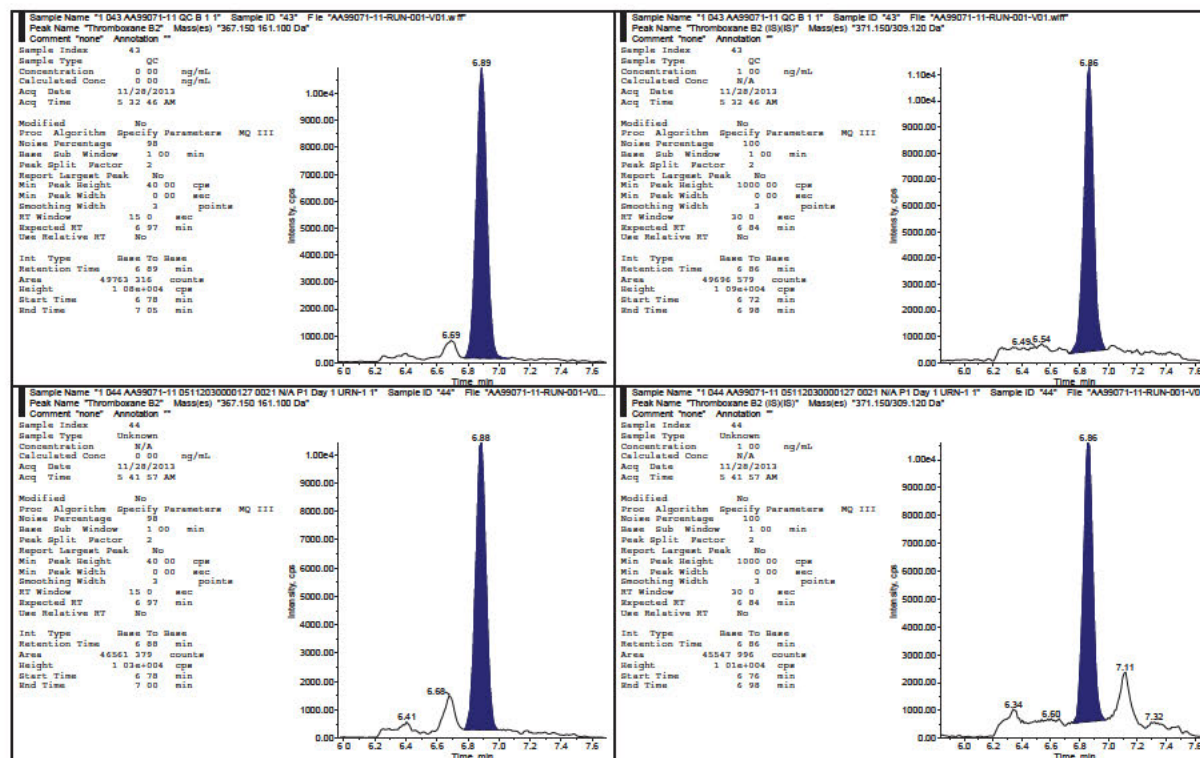 Sample Name "1 043 AA99071-11 QC B 1 1" Sample ID "43" File "AA99071-11-RUN-001-V01.wiff"
Peak Name "Thromboxane B2" Mass(es) "367.150 161.100 Da"
Comment "none" Annotation ""
Sample Index 43
Sample Type QC
Concentration 0 00 ng/mL
Calculated Conc 0 00 ng/mL
Acq Date 11/28/2013
Acq Time 5 32 46 AM
Modified No
Proc Algorithm Specify Parameters MQ III
Noise Percentage 98
Base Sub Window 1 00 min
Peak Split Factor 2
Report Largest Peak No
Min Peak Height 40 00 cps
Min Peak Width 0 00 sec
Smoothing Width 3 points
RT Window 15 0 sec
Expected RT 6 97 min
Use Relative RT No
Int Type Base To Base
Retention Time 6 89 min
Area 49763 316 counts
Height 1 08e+004 cps
Start Time 6 78 min
End Time 7 05 min
6.89
6.69
Intensity, cps
1.00e4
9000.00
8000.00
7000.00
6000.00
5000.00
4000.00
3000.00
2000.00
1000.00
0.00
6 0 6.2 6.4 6.6 6.8 7.0 7.2 7.4 7.6
Time, min
Sample Name "1 043 AA99071-11 QC B 1 1" Sample ID "43" File "AA99071-11-RUN-001-V01.wiff"
Peak Name "Thromboxane B2 (IS)(IS)" Mass(es) "371.150/309.120 Da"
Comment "none" Annotation ""
Sample Index 43
Sample Type QC
Concentration 1 00 ng/mL
Calculated Conc N/A
Acq Date 11/28/2013
Acq Time 5 32 46 AM
Modified No
Proc Algorithm Specify Parameters MQ III
Noise Percentage 100
Base Sub Window 1 00 min
Peak Split Factor 2
Report Largest Peak No
Min Peak Height 1000 00 cps
Min Peak Width 0 00 sec
Smoothing Width 3 points
RT Window 30 0 sec
Expected RT 6 84 min
Use Relative RT No
Int Type Base To Base
Retention Time 6 86 min
Area 49696 579 counts
Height 1 09e+004 cps
Start Time 6 72 min
End Time 6 98 min
6.86
6.49 6.54
Intensity, cps
1.10e4
1.00e4
9000.00
8000.00
7000.00
6000.00
5000.00
4000.00
3000.00
2000.00
1000.00
0.00
6.0 6.2 6.4 6.6 6.8 7.0 7.2 7.4 7.6
Time, min
Sample Name "1 044 AA99071-11 05112030000127 0021 N/A P1 Day 1 URN-1 1" Sample ID "44" File "AA99071-11-RUN-001-V0...
Peak Name "Thromboxane B2" Mass(es) "367.150 161.100 Da"
Comment "none" Annotation ""
Sample Index 44
Sample Type Unknown
Concentration N/A
Calculated Conc 0 00 ng/mL
Acq Date 11/28/2013
Acq Time 5 41 57 AM
Modified No
Proc Algorithm Specify Parameters MQ III
Noise Percentage 98
Base Sub Window 1 00 min
Peak Split Factor 2
Report Largest Peak No
Min Peak Height 40 00 cps
Min Peak Width 0 00 sec
Smoothing Width 3 points
RT Window 15 0 sec
Expected RT 6 97 min
Use Relative RT No
Int Type Base To Base
Retention Time 6 88 min
Area 46561 379 counts
Height 1 03e+004 cps
Start Time 6 78 min
End Time 7 00 min
6.88
6.68
6.41
Intensity, cps
1.00e4
9000.00
8000.00
7000.00
6000.00
5000.00
4000.00
3000.00
2000.00
1000.00
0.00
6 0 6.2 6.4 6.6 6.8 7.0 7.2 7.4 7.6
Time, min
Sample Name "1 044 AA99071-11 05112030000127 0021 N/A P1 Day 1 URN-1 1" Sample ID "44" File "AA99071-11-RUN-001-V0...
Peak Name "Thromboxane B2 (IS)(IS)" Mass(es) "371.150/309.120 Da"
Comment "none" Annotation ""
Sample Index 44
Sample Type Unknown
Concentration 1 00 ng/mL
Calculated Conc N/A
Acq Date 11/28/2013
Acq Time 5 41 57 AM
Modified No
Proc Algorithm Specify Parameters MQ III
Noise Percentage 100
Base Sub Window 1 00 min
Peak Split Factor 2
Report Largest Peak No
Min Peak Height 1000 00 cps
Min Peak Width 0 00 sec
Smoothing Width 3 points
RT Window 30 0 sec
Expected RT 6 84 min
Use Relative RT No
Int Type Base To Base
Retention Time 6 86 min
Area 45547 996 counts
Height 1 01e+004 cps
Start Time 6 76 min
End Time 6 98 min
6.86
7.11
6.34
6.60
7.32
Intensity, cps
1.00e4
9000.00
8000.00
7000.00
6000.00
5000.00
4000.00
3000.00
2000.00
1000.00
0.00
6.0 6.2 6.4 6.6 6.8 7.0 7.2 7.4 7.6
Time, min